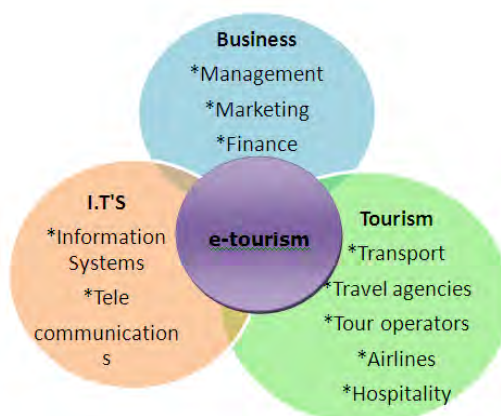 Business
*Management
*Marketing
*Finance
I.T'S
*Information
Systems
*Tele
communication
s
e-tourism
Tourism
*Transport
*Travel agencies
*Tour operators
*Airlines
*Hospitality